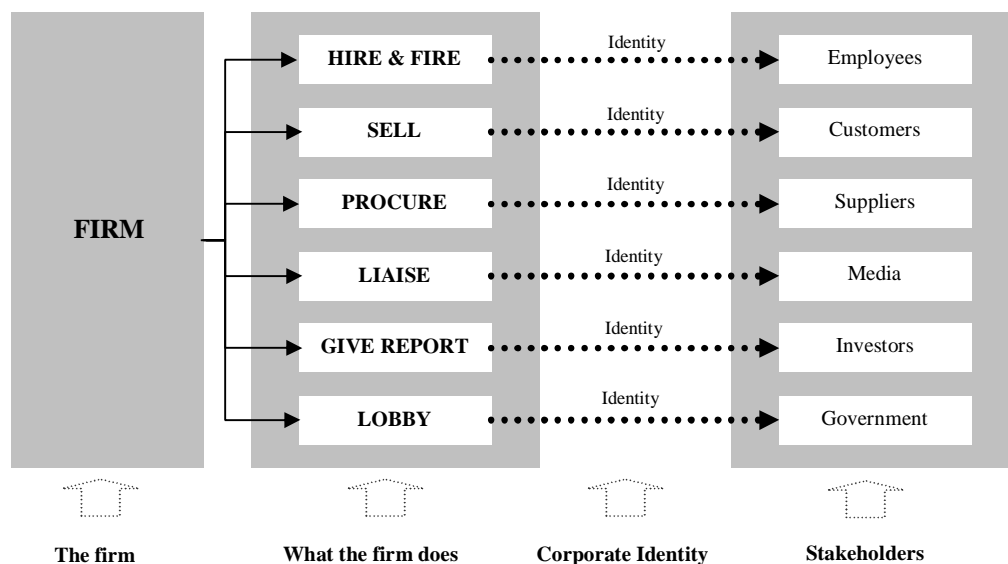 HIRE & FIRE
Identity
Employees
SELL
Identity
Customers
PROCURE
Identity
Suppliers
FIRM
LIAISE
Identity
Media
GIVE REPORT
Identity
Investors
LOBBY
Identity
Government
The firm
What the firm does
Corporate Identity
Stakeholders